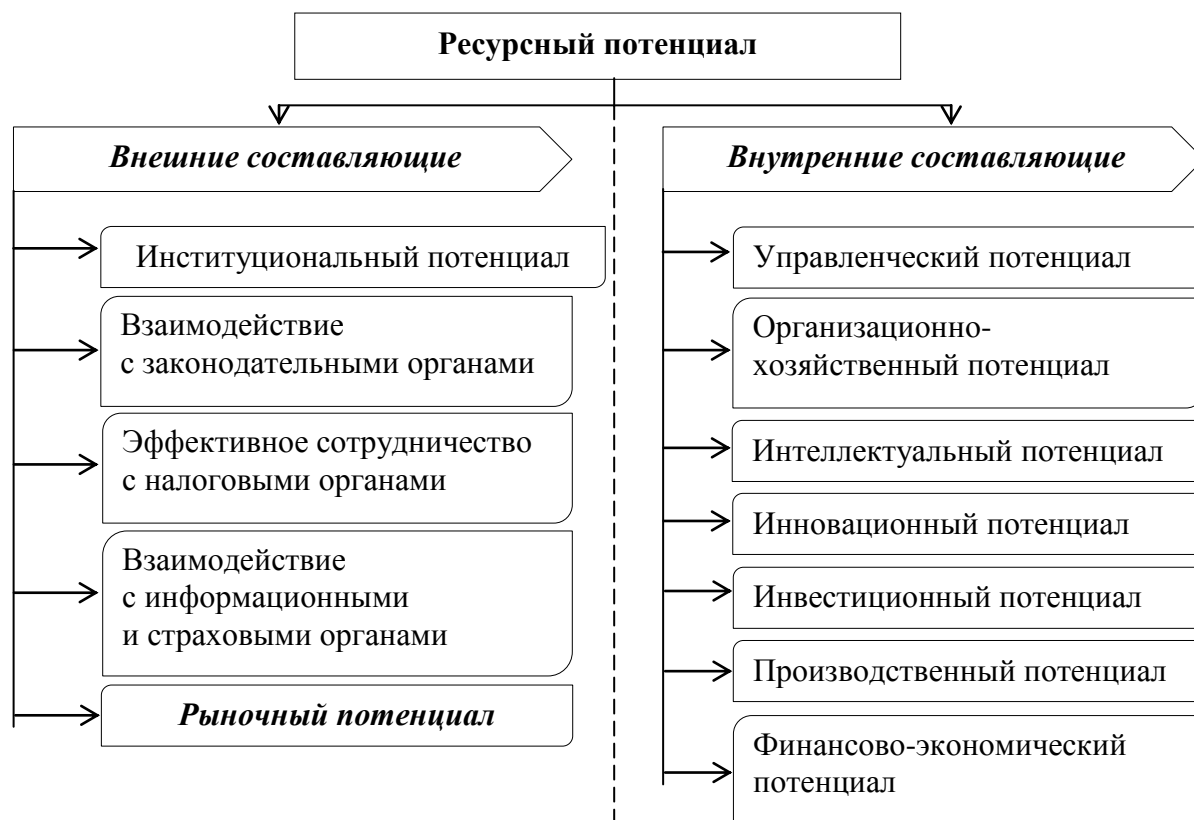 Ресурсный потенциал
Внешние составляющие
Институциональный потенциал
Взаимодействие
с законодательными органами
Эффективное сотрудничество
с налоговыми органами
Взаимодействие
с информационными
и страховыми органами
Рыночный потенциал
Внутренние составляющие
Управленческий потенциал
Организационно-
хозяйственный потенциал
Интеллектуальный потенциал
Инновационный потенциал
Инвестиционный потенциал
Производственный потенциал
Финансово-экономический
потенциал